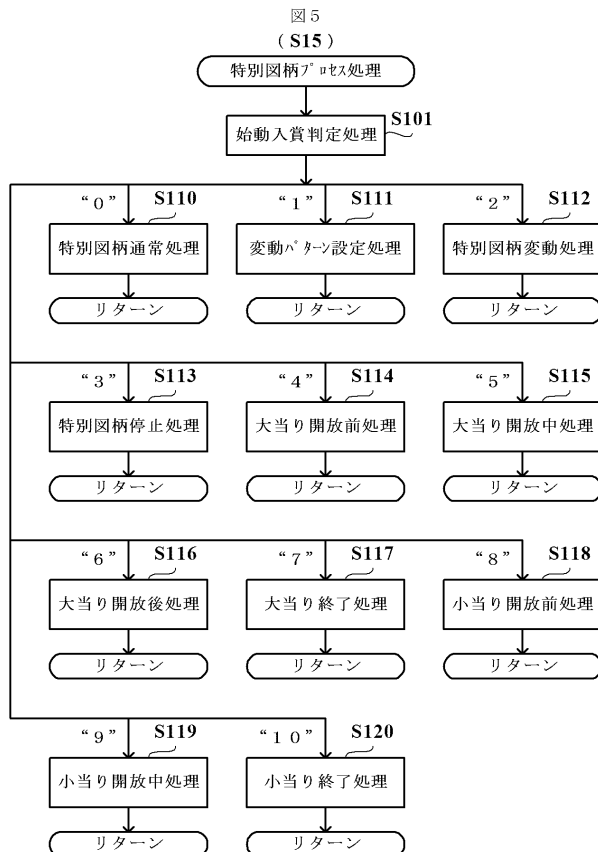 図５
(S15)
特別図柄ﾌﾟﾛｾｽ処理
始動入賞判定処理
S101
“０” S110 “１” S111 “２” S112
特別図柄通常処理 変動ﾊﾟﾀｰﾝ設定処理 特別図柄変動処理
リターン リターン リターン
“３” S113 “４” S114 “５” S115
特別図柄停止処理 大当り開放前処理 大当り開放中処理
リターン リターン リターン
“６” S116 “７” S117 “８” S118
大当り開放後処理 大当り終了処理 小当り開放前処理
リターン リターン リターン
“９” S119 “１０” S120
小当り開放中処理 小当り終了処理
リターン リターン